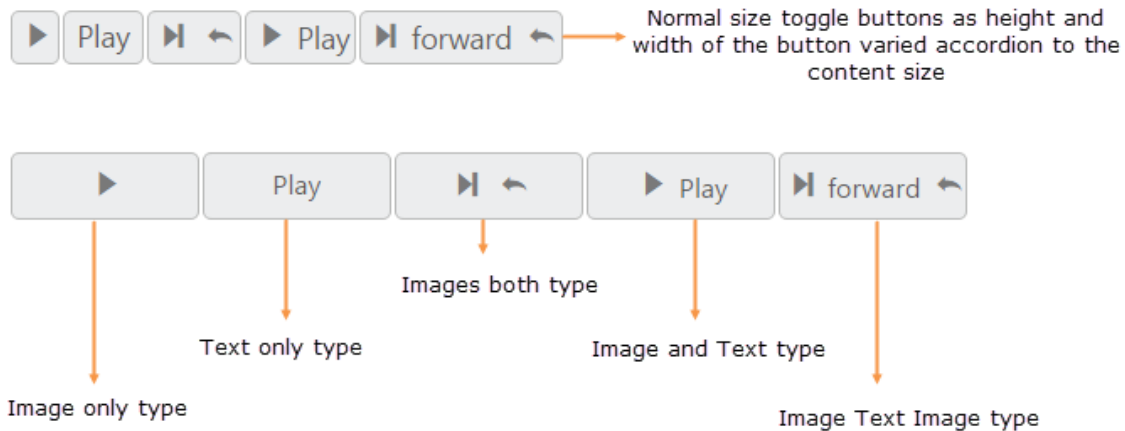 Play
Play
forward
Normal size toggle buttons as height and
width of the button varied accordion to the
content size
Play
Play
forward
Images both type
Text only type
Image and Text type
Image only type
Image Text Image type